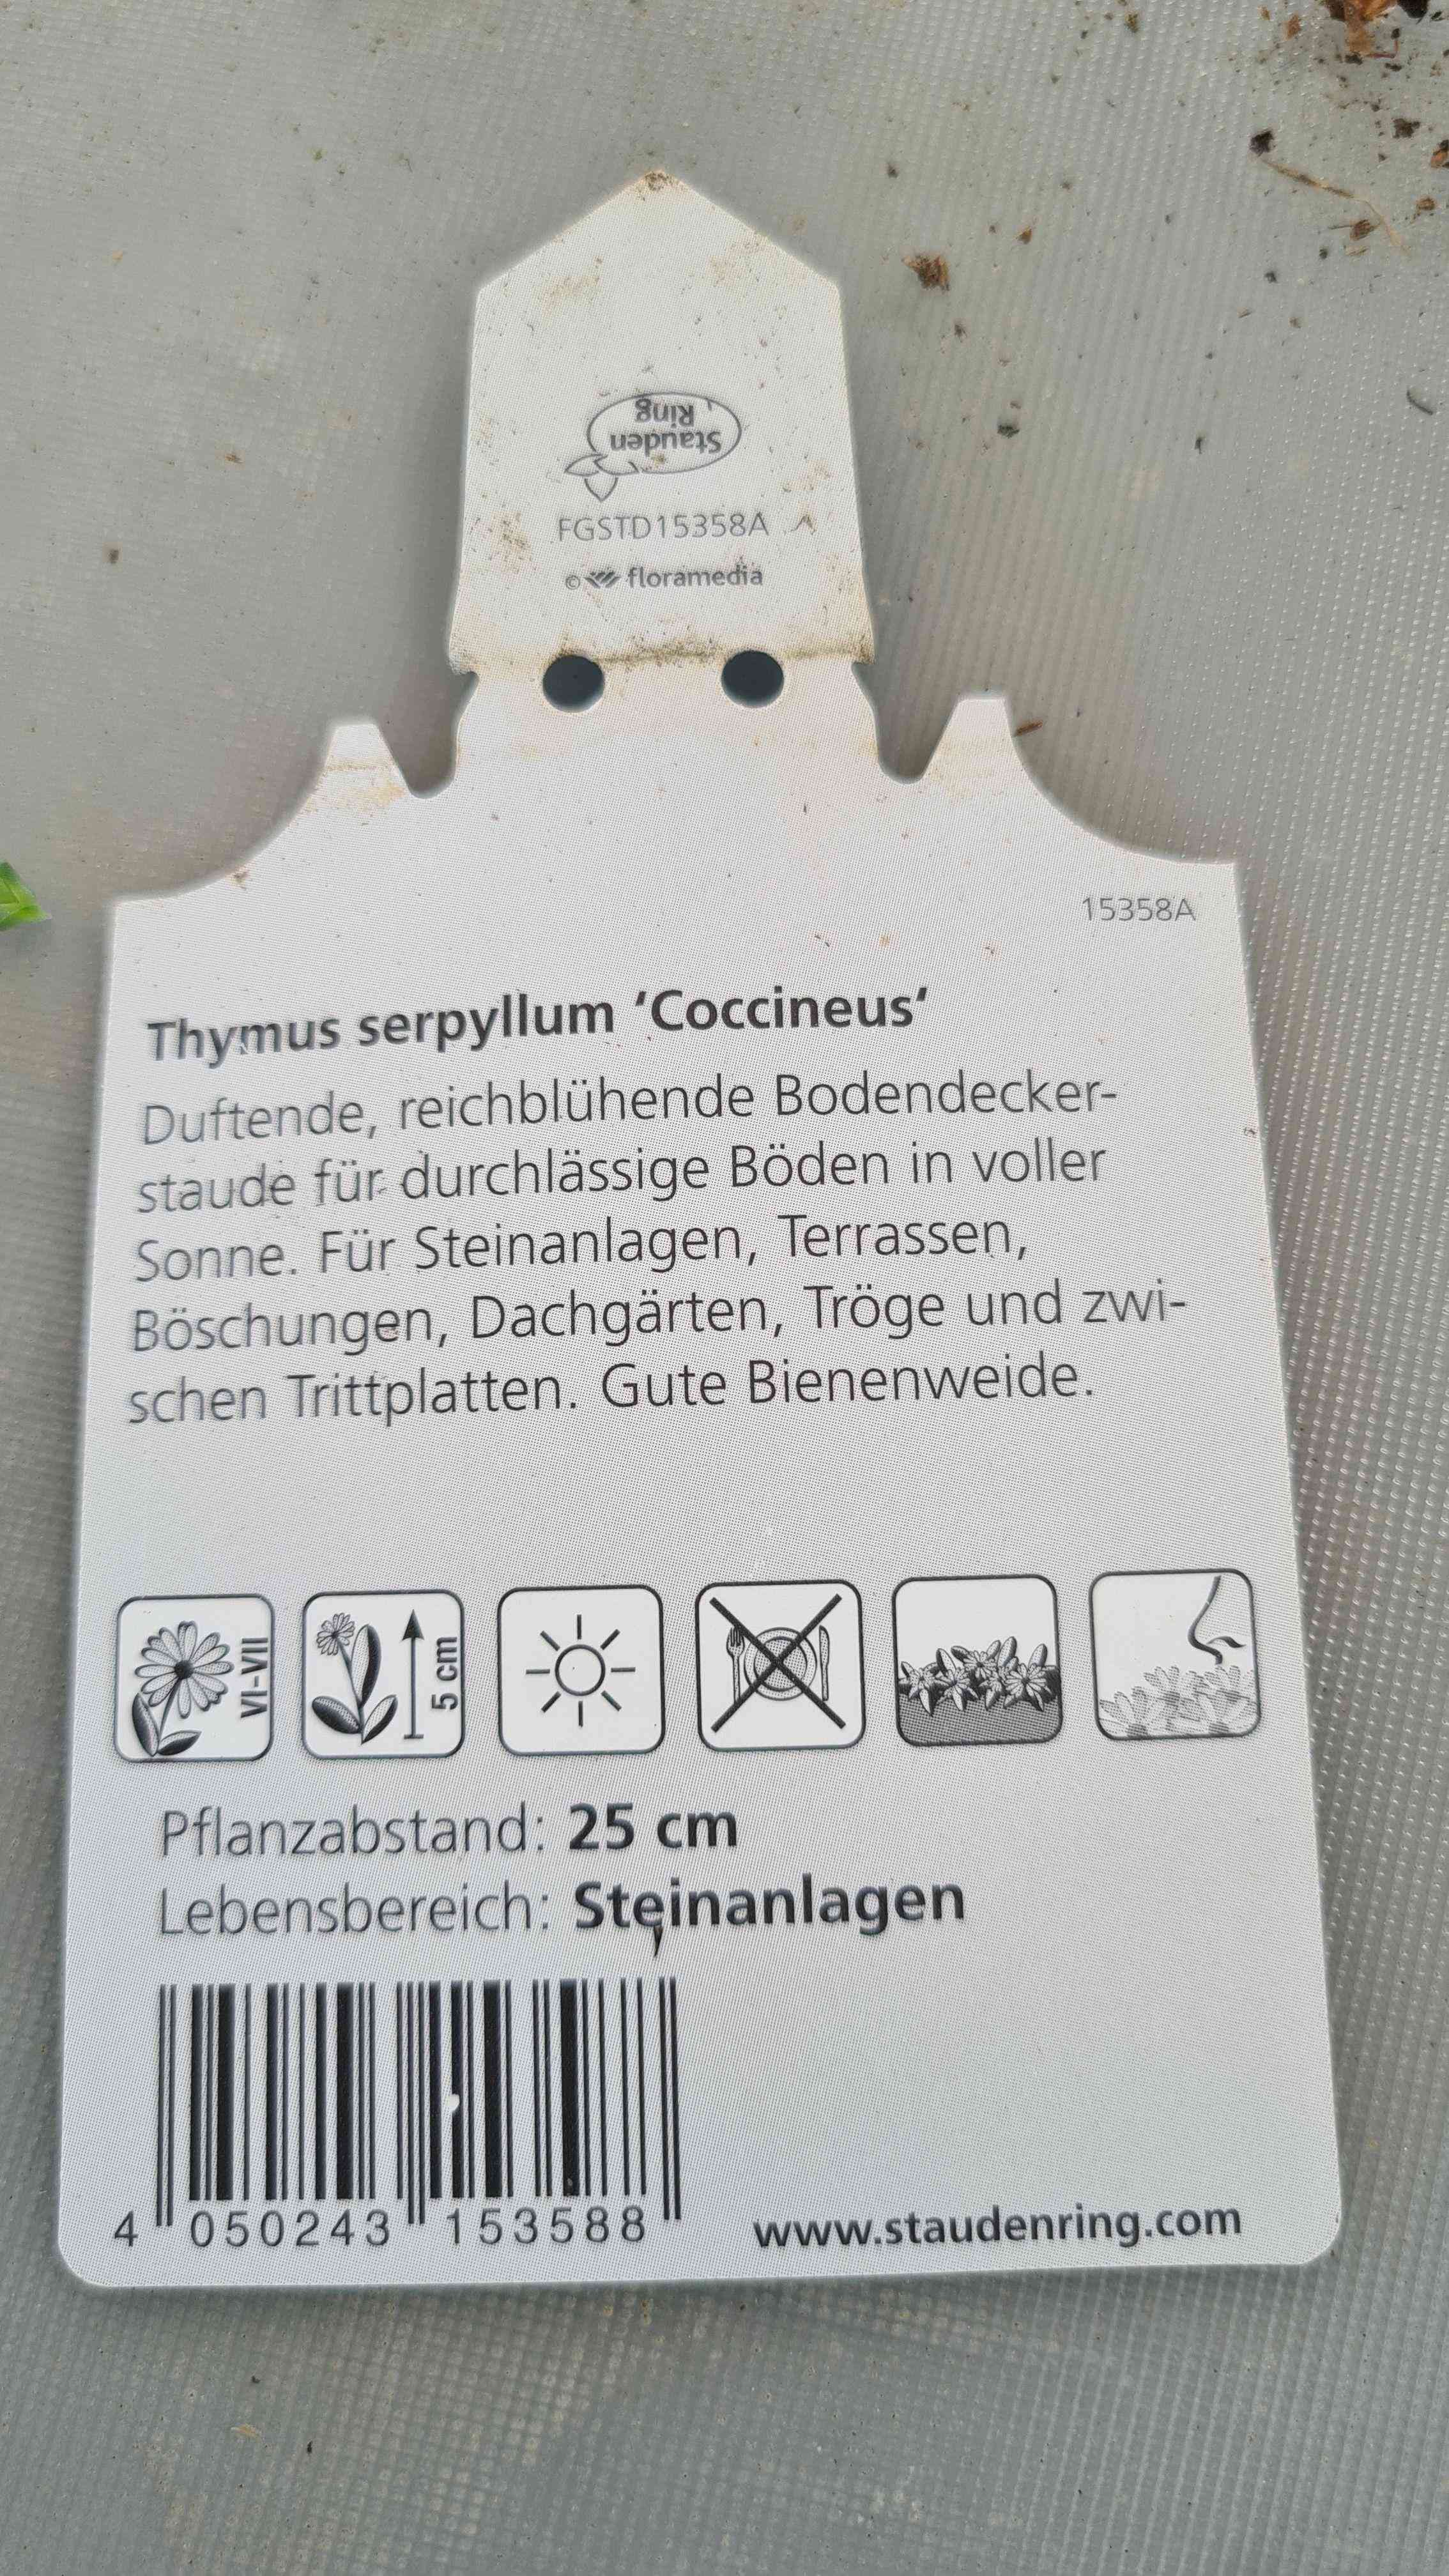 Stauden
Ring
FGSTD15358A
© floramedia
15358A
Thymus serpyllum ‘Coccineus‘
Duftende, reichblühende Bodendecker-
staude für durchlässige Böden in voller
Sonne. Für Steinanlagen, Terrassen,
Böschungen, Dachgärten, Tröge und zwi-
schen Trittplatten. Gute Bienenweide.
VI-VII
5 cm
Pflanzabstand: 25 cm
Lebensbereich: Steinanlagen
4 050243 153588
www.staudenring.com